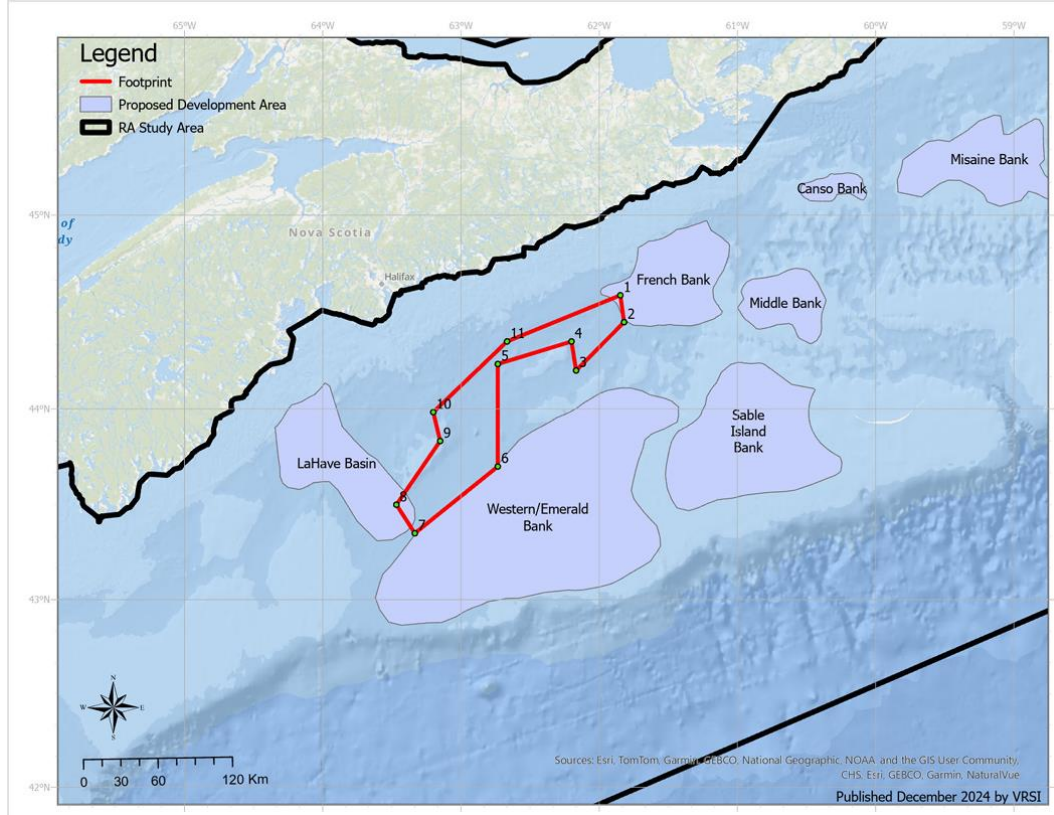 65°W
64°W
63°W
62°W
61°W
60°W
59°W
Legend
Footprint
Proposed Development Area
RA Study Area
Misaine Bank
Canso Bank
45°N
of
dy
Nova Scotia
Halifax
French Bank
Middle Bank
1
2
11
4
5
3
44°N
10
9
Sable
Island
Bank
LaHave Basin
6
8
7
Western/Emerald
Bank
43°N
N
W
E
S
0 30 60 120 Km
Sources: Esri, TomTom, Garmin, GEBCO, National Geographic, NOAA and the GIS User Community,
CHS, Esri, GEBCO, Garmin, NaturalVue
42°N
Published December 2024 by VRSI